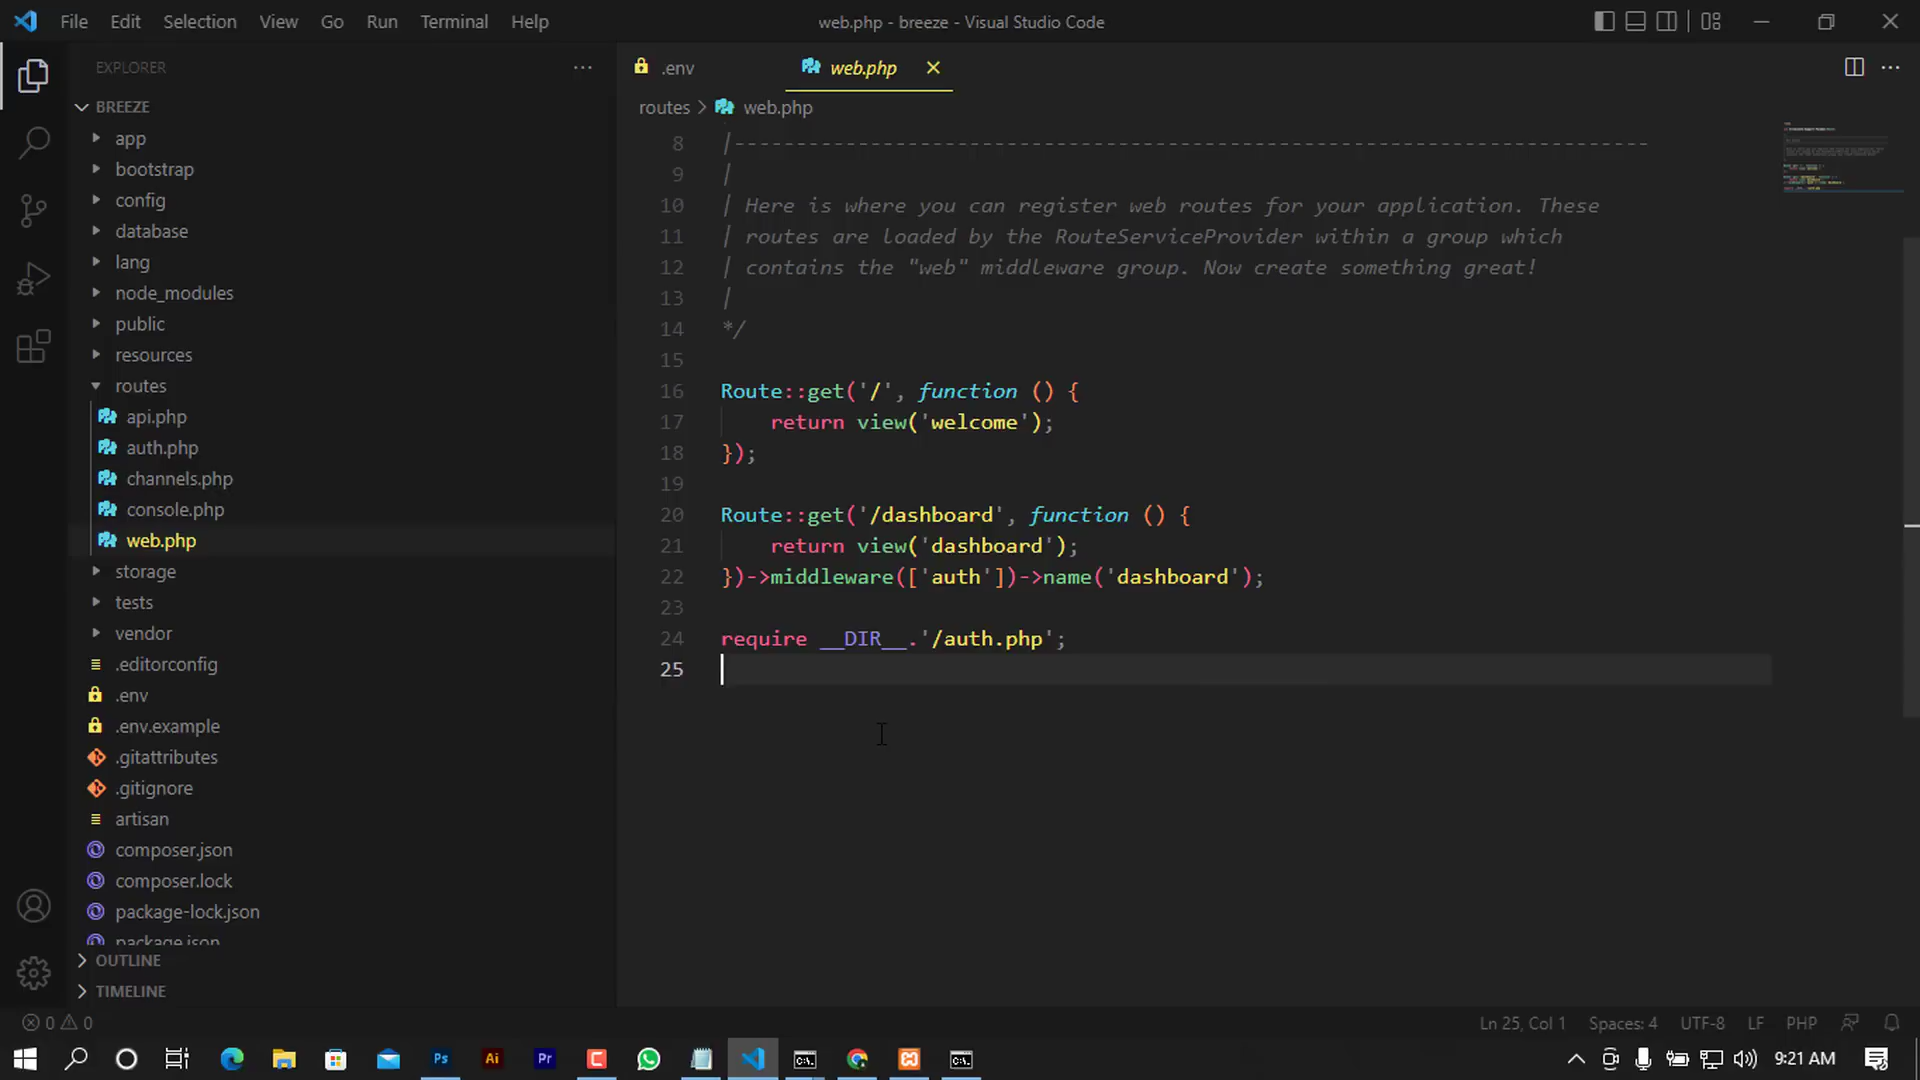 File Edit Selection View Go Run Terminal Help
web.php - breeze - Visual Studio Code
EXPLORER
BREEZE
app
bootstrap
config
database
lang
node_modules
public
resources
routes
api.php
auth.php
channels.php
console.php
web.php
storage
tests
vendor
.editorconfig
.env
.env.example
.gitattributes
.gitignore
artisan
composer.json
composer.lock
package-lock.json
package.json
OUTLINE
TIMELINE
.env
web.php
routes > web.php
8 |--------------------------------------------------------------------------
9 |
10 | Here is where you can register web routes for your application. These
11 | routes are loaded by the RouteServiceProvider within a group which
12 | contains the "web" middleware group. Now create something great!
13 |
14 */
15
16 Route::get('/', function () {
17     return view('welcome');
18 });
19
20 Route::get('/dashboard', function () {
21     return view('dashboard');
22 })->middleware(['auth'])->name('dashboard');
23
24 require __DIR__.'/auth.php';
25
0 0
Ln 25, Col 1 Spaces: 4 UTF-8 LF PHP
Ps Ai Pr C
9:21 AM